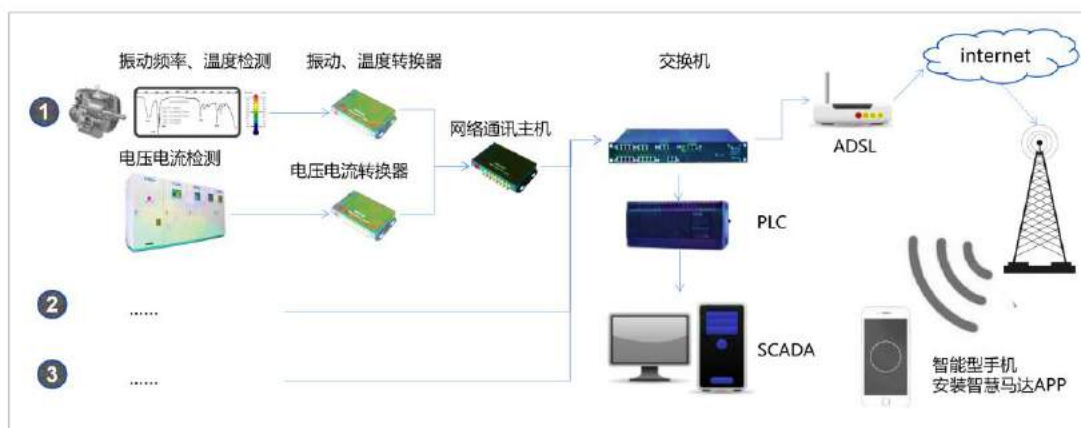 振动频率、温度检测
振动、温度转换器
交换机
internet
1
网络通讯主机
ADSL
电压电流检测
电压电流转换器
PLC
2
......
SCADA
3
......
智能型手机
安装智慧马达APP